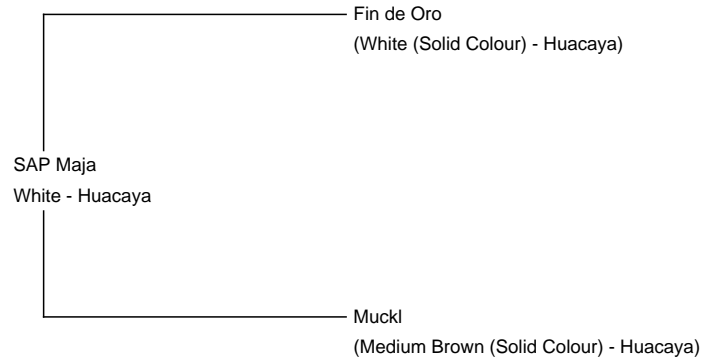 Fin de Oro
(White (Solid Colour) - Huacaya)
SAP Maja
White - Huacaya
Muckl
(Medium Brown (Solid Colour) - Huacaya)